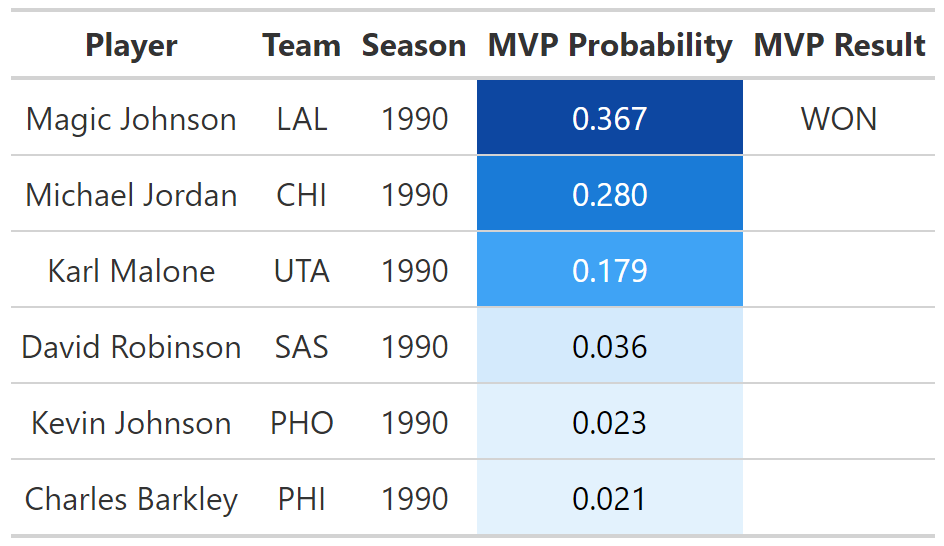 Player Team Season MVP Probability MVP Result
Magic Johnson LAL 1990 0.367 WON
Michael Jordan CHI 1990 0.280
Karl Malone UTA 1990 0.179
David Robinson SAS 1990 0.036
Kevin Johnson PHO 1990 0.023
Charles Barkley PHI 1990 0.021